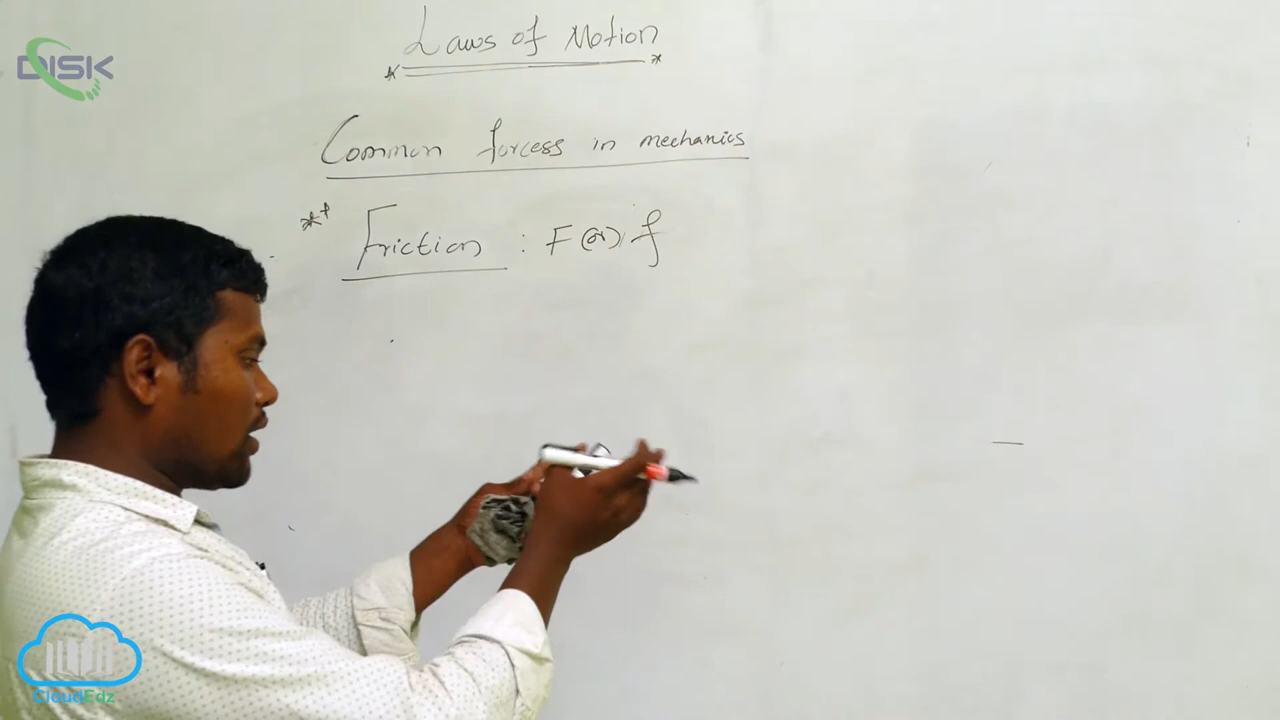 DISK
Laws of Motion
Common forcess in mechanics
Friction : F (or) f
CloudEdz